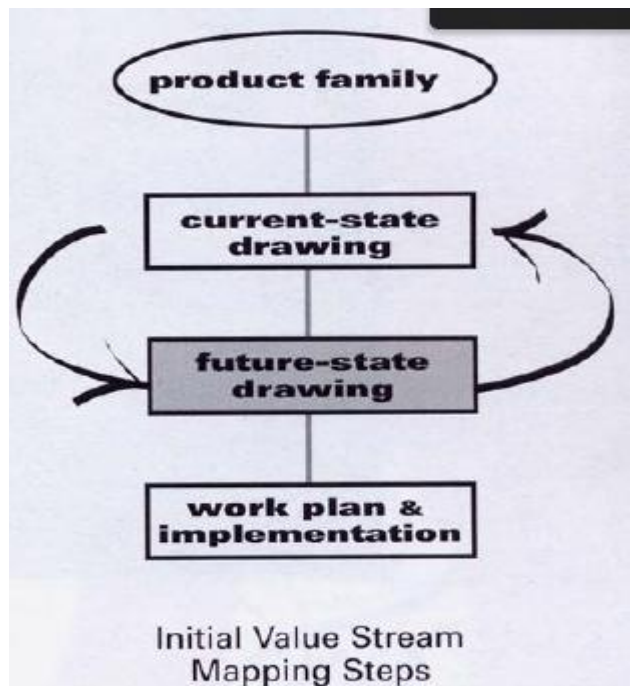 product family
current-state
drawing
future-state
drawing
work plan &
implementation
Initial Value Stream
Mapping Steps